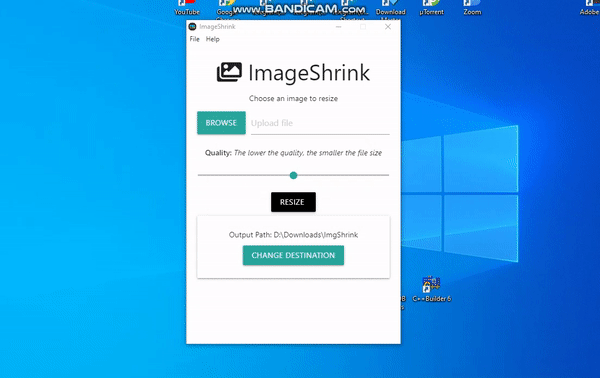 www.BANDICAM.com
YouTube
Download
µTorrent
Zoom
Adobe
ImageShrink
File Help
ImageShrink
Choose an image to resize
BROWSE
Upload file
Quality: The lower the quality, the smaller the file size
RESIZE
Output Path: D:\Downloads\ImgShrink
CHANGE DESTINATION
C++Builder 6